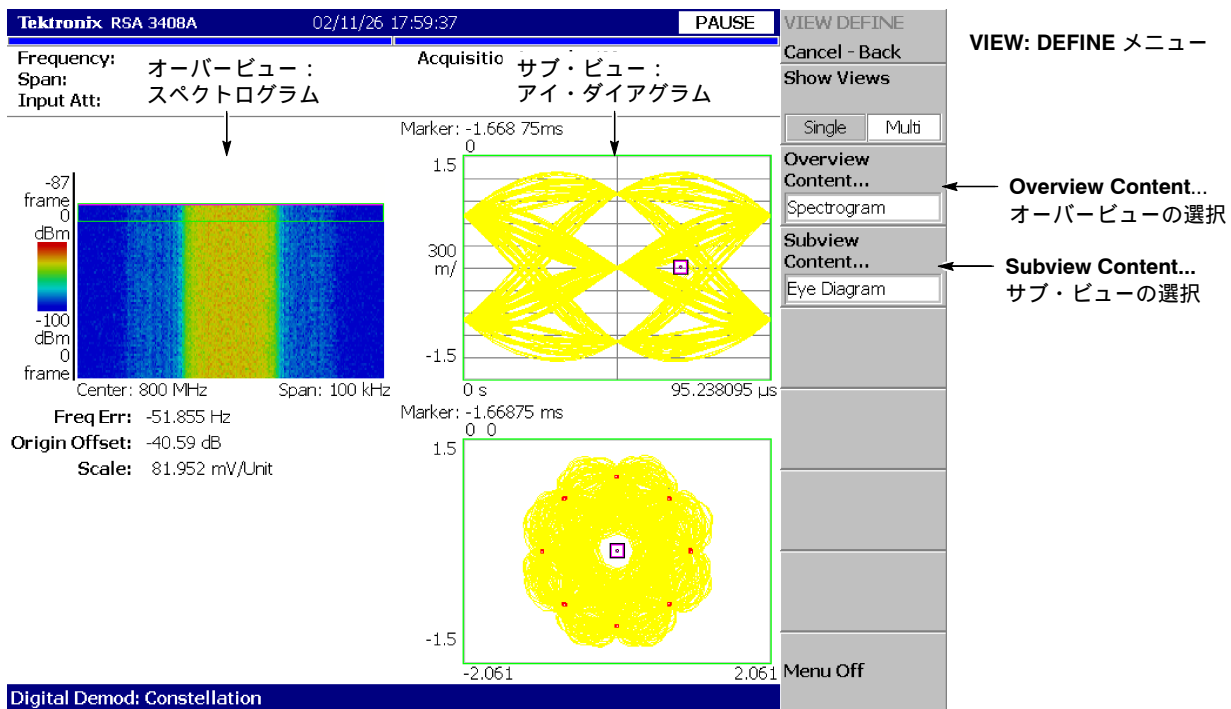 Tektronix RSA 3408A 02/11/26 17:59:37 PAUSE
Frequency:
Span:
Input Att:
オーバービュー：
スペクトログラム
Acquisitio
サブ・ビュー：
アイ・ダイアグラム
-87
frame
0
dBm
-100
dBm
0
frame
Center: 800 MHz Span: 100 kHz
Marker: -1.668 75ms
0
1.5
300
m/
-1.5
0 s 95.238095 µs
Freq Err: -51.855 Hz
Origin Offset: -40.59 dB
Scale: 81.952 mV/Unit
Marker: -1.66875 ms
0 0
1.5
-1.5
-2.061 2.061
Digital Demod: Constellation
VIEW DEFINE
Cancel - Back
Show Views
Single Multi
Overview
Content...
Spectrogram
Subview
Content...
Eye Diagram
Menu Off
VIEW: DEFINE メニュー
Overview Content...
オーバービューの選択
Subview Content...
サブ・ビューの選択